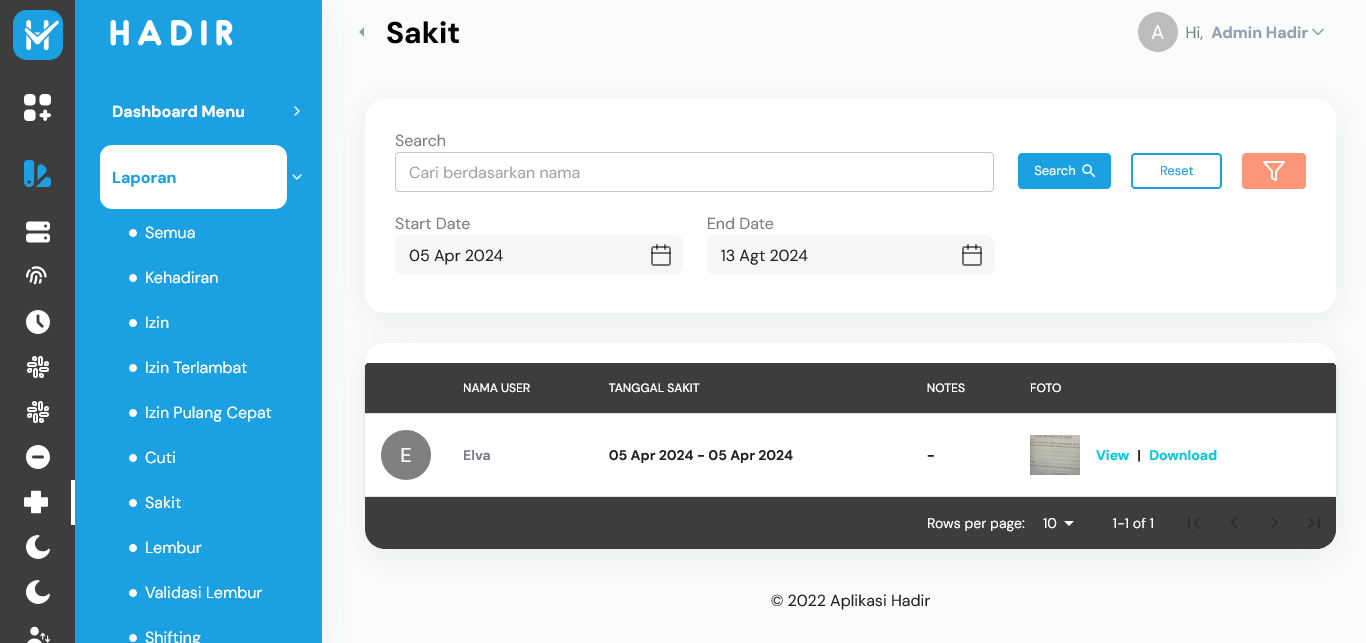 HADIR
Sakit
A Hi, Admin Hadir
Dashboard Menu
Laporan
Semua
Kehadiran
Izin
Izin Terlambat
Izin Pulang Cepat
Cuti
Sakit
Lembur
Validasi Lembur
Shifting
Search
Cari berdasarkan nama
Search
Reset
Start Date
End Date
05 Apr 2024
13 Agt 2024
NAMA USER TANGGAL SAKIT NOTES FOTO
E Elva 05 Apr 2024 - 05 Apr 2024 - View | Download
Rows per page: 10 1-1 of 1
© 2022 Aplikasi Hadir